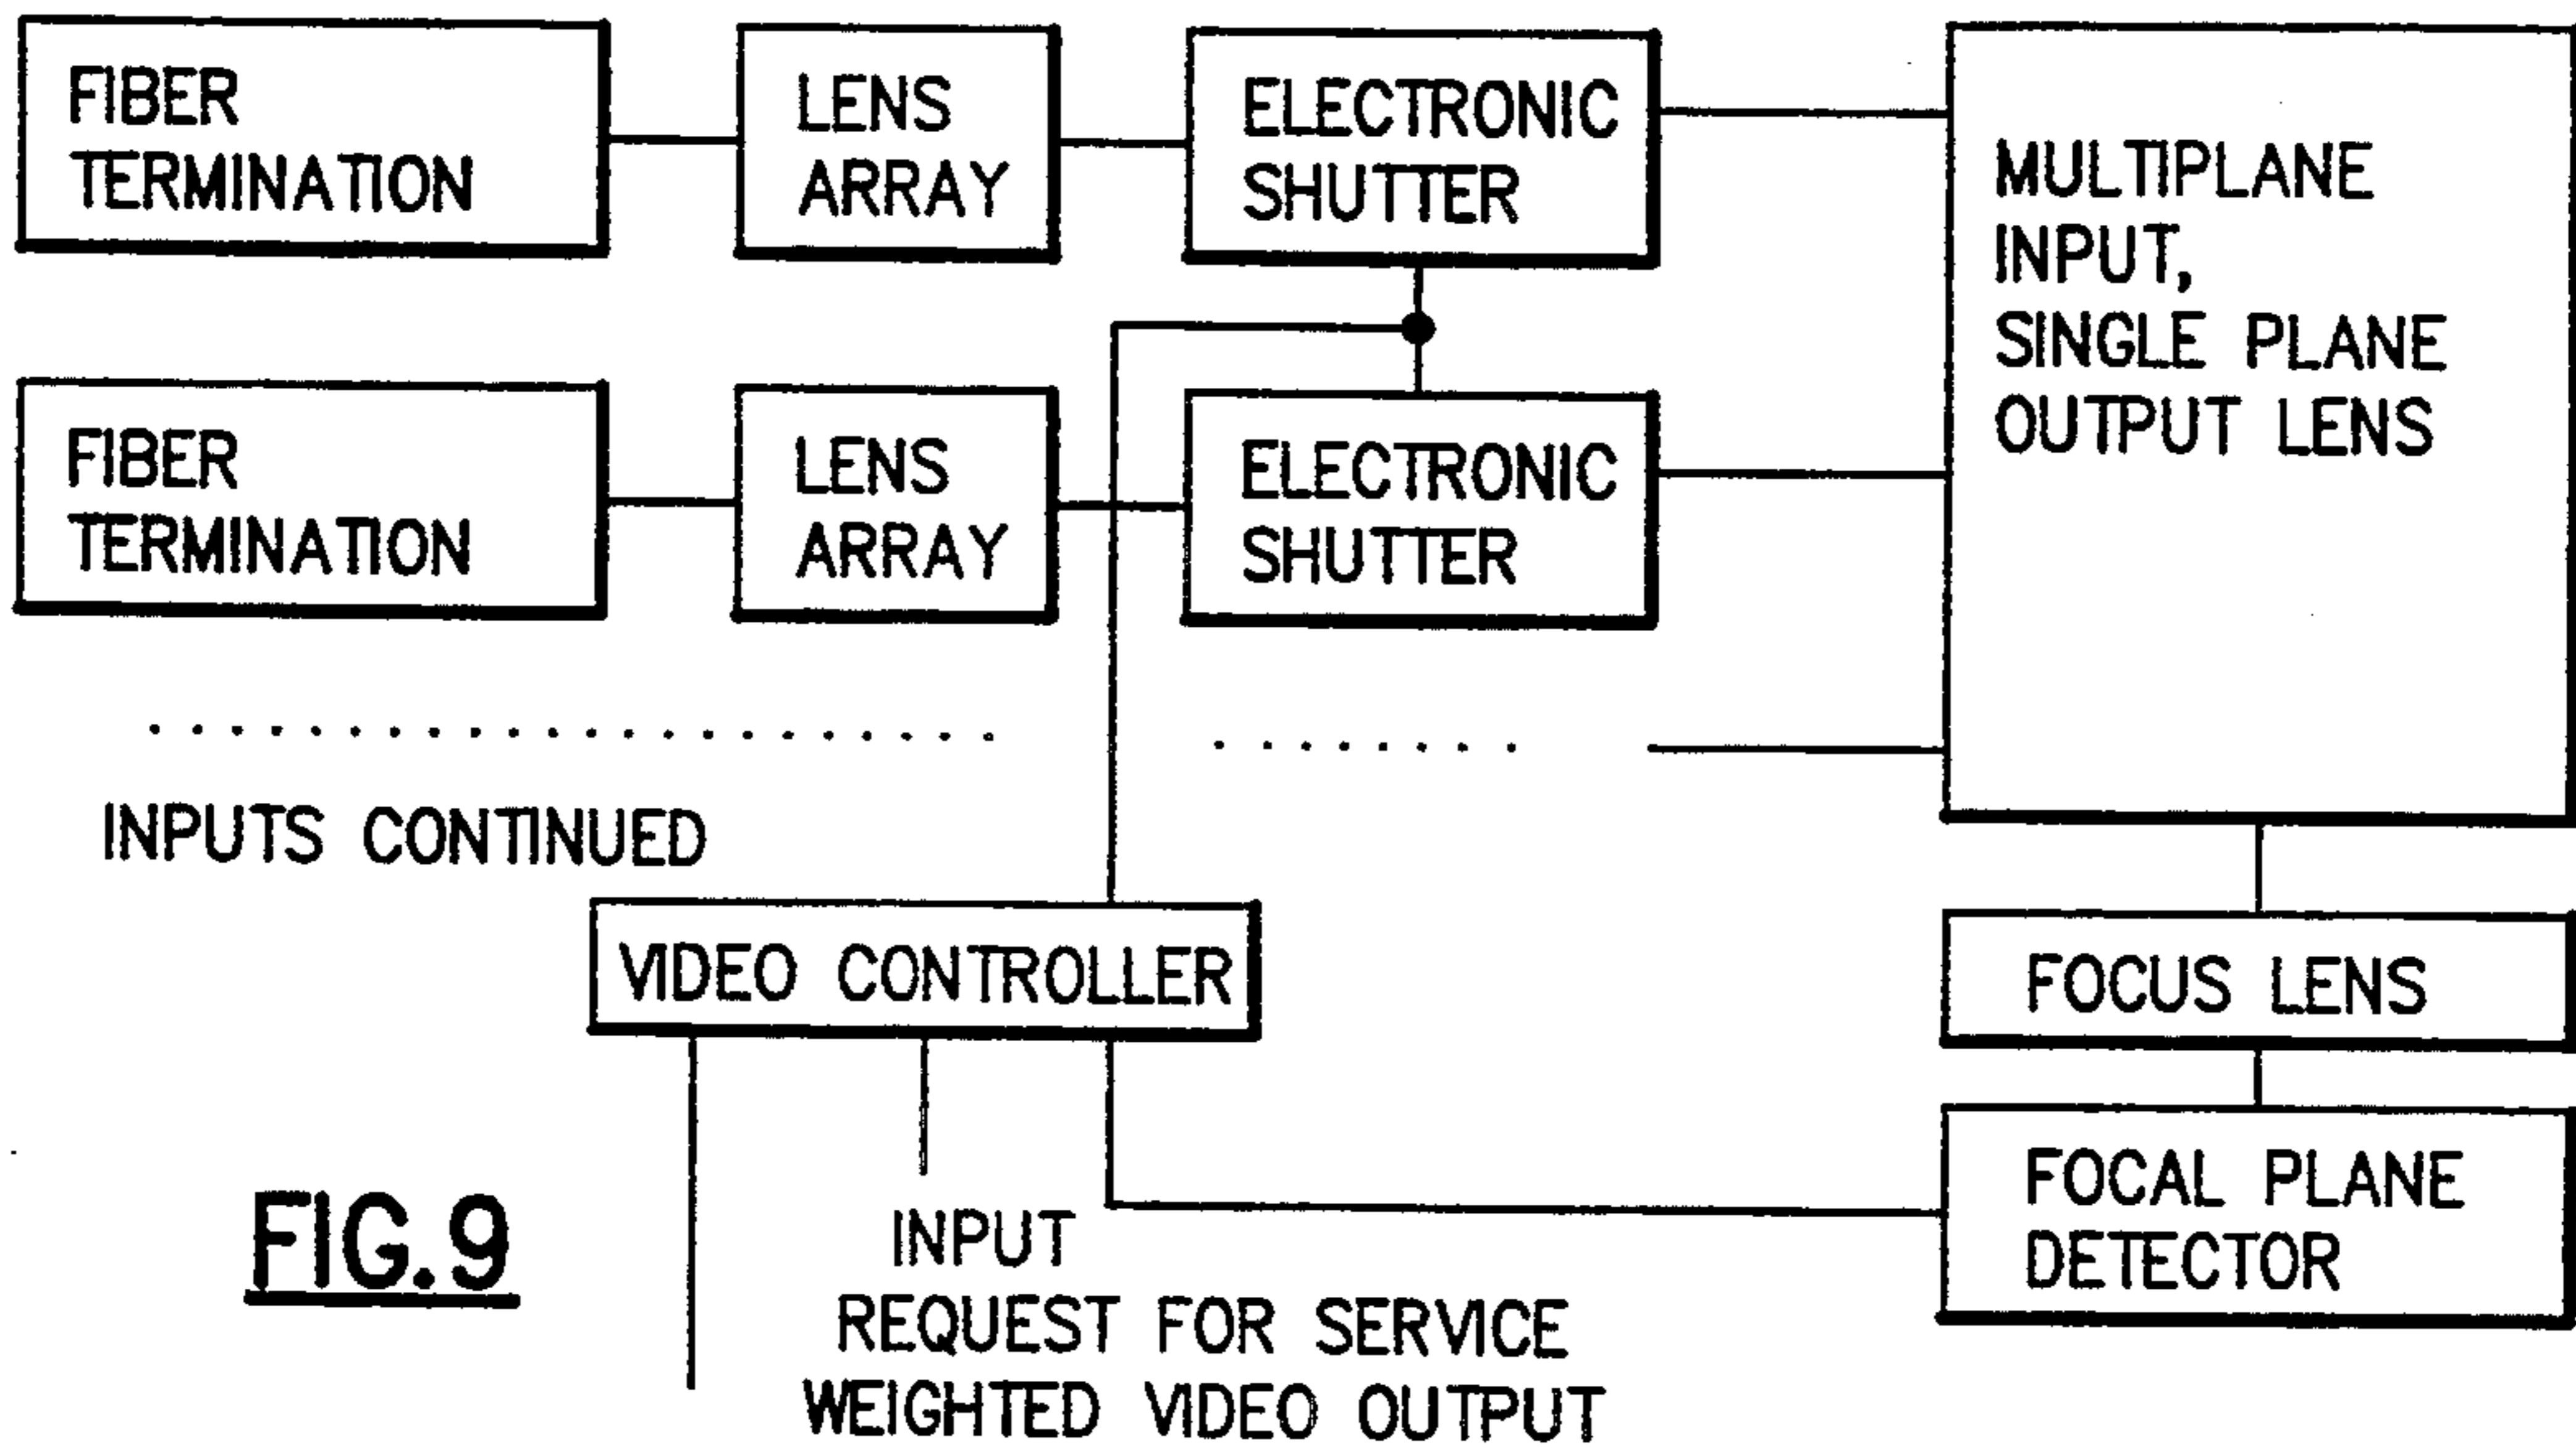 FIBER
TERMINATION
LENS
ARRAY
ELECTRONIC
SHUTTER
MULTIPLANE
INPUT,
SINGLE PLANE
OUTPUT LENS
FIBER
TERMINATION
LENS
ARRAY
ELECTRONIC
SHUTTER
INPUTS CONTINUED
VIDEO CONTROLLER
FOCUS LENS
FOCAL PLANE
DETECTOR
INPUT
REQUEST FOR SERVICE
WEIGHTED VIDEO OUTPUT
FIG.9